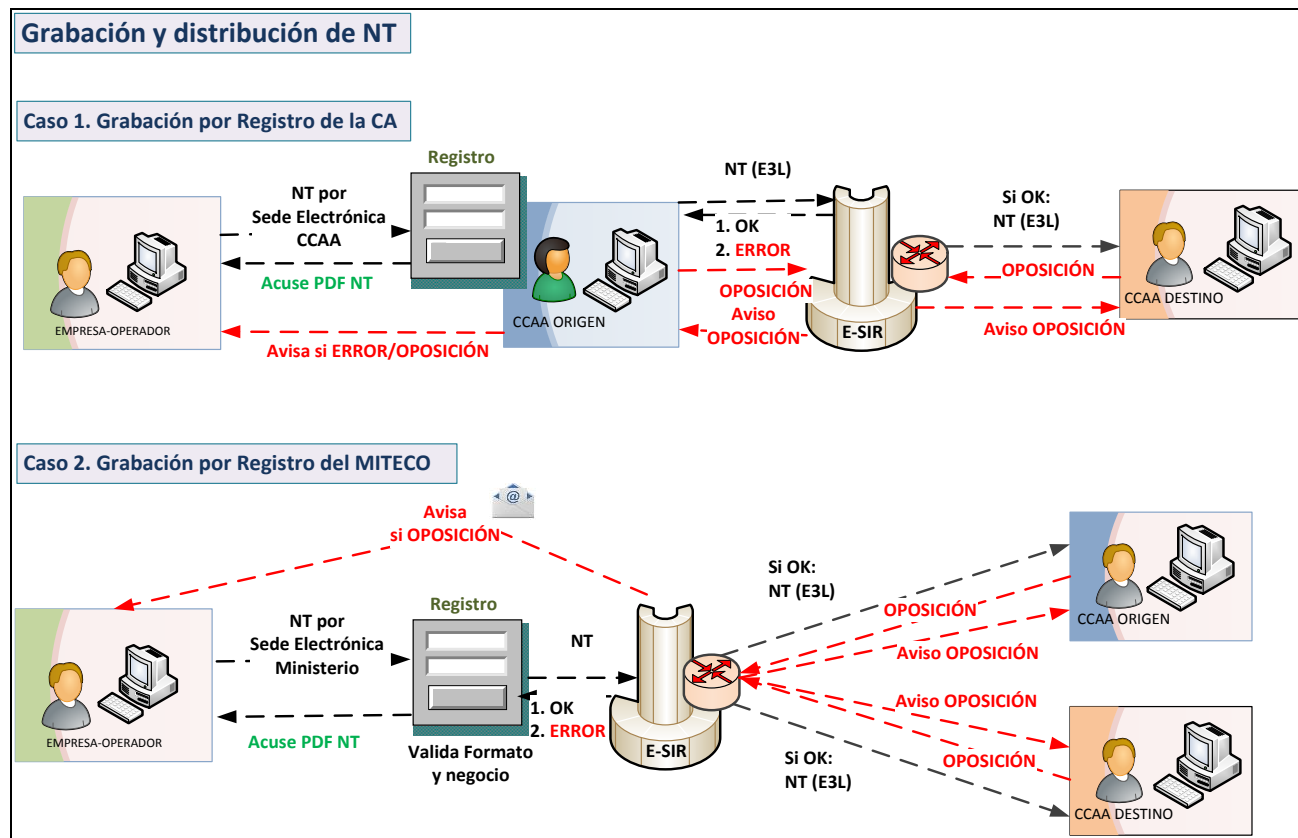 Grabación y distribución de NT
Caso 1. Grabación por Registro de la CA
Registro
NT por
Sede Electrónica
CCAA
Acuse PDF NT
EMPRESA-OPERADOR
Avisa si ERROR/OPOSICIÓN
CCAA ORIGEN
NT (E3L)
1. OK
2. ERROR
OPOSICIÓN
Aviso
OPOSICIÓN
E-SIR
Si OK:
NT (E3L)
OPOSICIÓN
Aviso OPOSICIÓN
CCAA DESTINO
Caso 2. Grabación por Registro del MITECO
@
Avisa
si OPOSICIÓN
Registro
NT por
Sede Electrónica
Ministerio
Acuse PDF NT
EMPRESA-OPERADOR
NT
1. OK
2. ERROR
Valida Formato
y negocio
E-SIR
Si OK:
NT (E3L)
OPOSICIÓN
Aviso OPOSICIÓN
CCAA ORIGEN
Aviso OPOSICIÓN
OPOSICIÓN
Si OK:
NT (E3L)
CCAA DESTINO